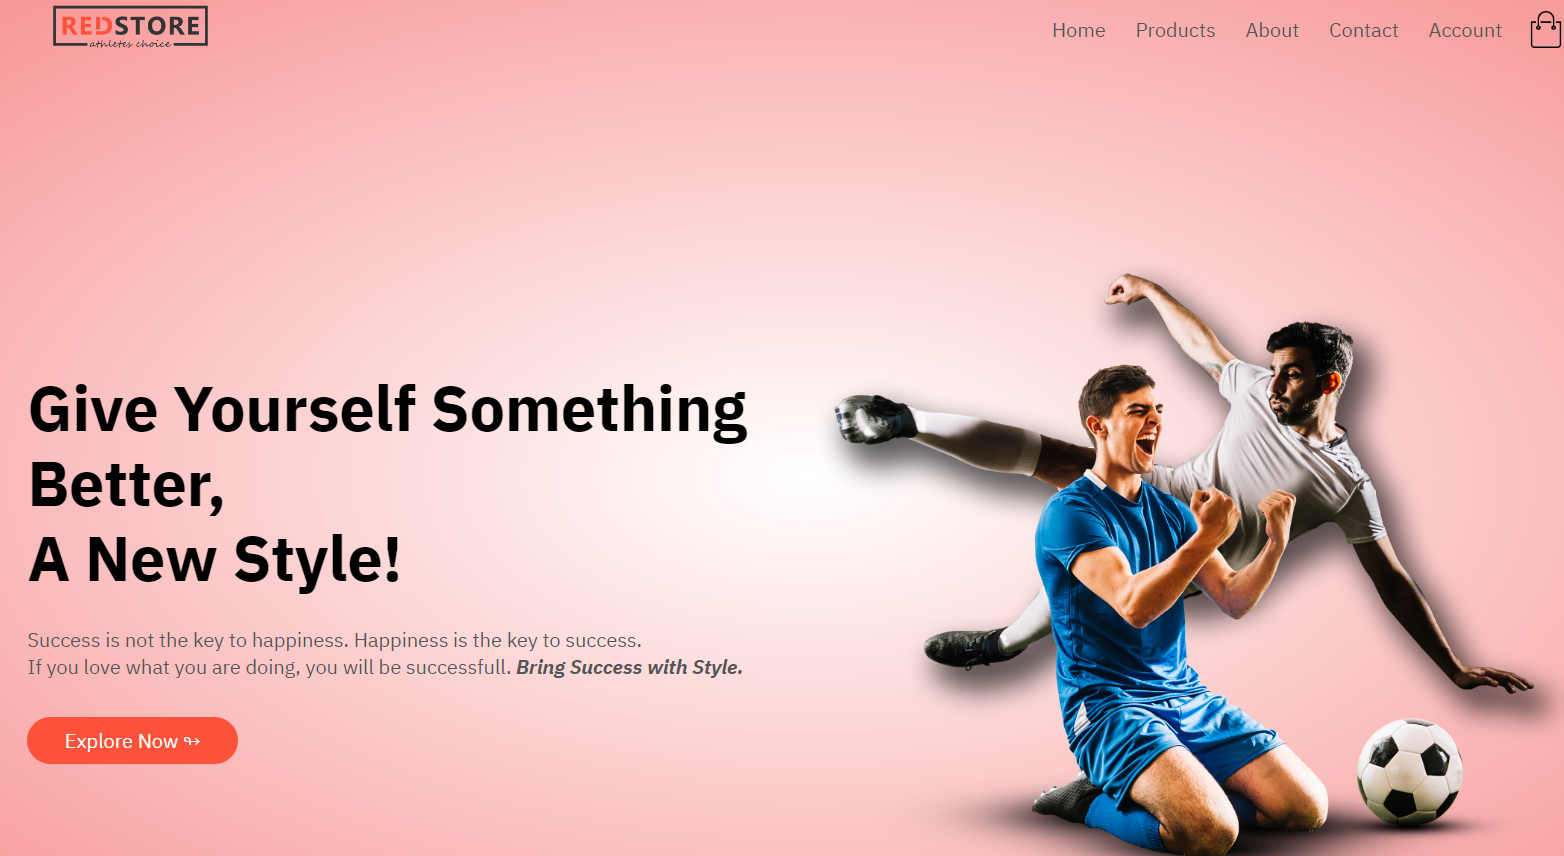 REDSTORE
athletes choice
Home Products About Contact Account
Give Yourself Something
Better,
A New Style!
Success is not the key to happiness. Happiness is the key to success.
If you love what you are doing, you will be successfull. Bring Success with Style.
Explore Now ↬